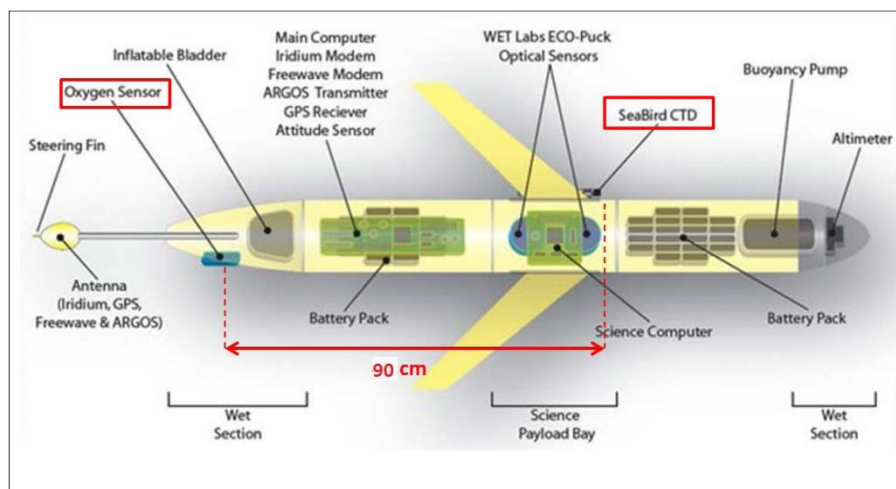 Main Computer
Iridium Modem
Freewave Modem
ARGOS Transmitter
GPS Reciever
Attitude Sensor
WET Labs ECO-Puck
Optical Sensors
Inflatable Bladder
Buoyancy Pump
Oxygen Sensor
SeaBird CTD
Steering Fin
Altimeter
Antenna
(Iridium, GPS,
Freewave & ARGOS)
Battery Pack
Science Computer
Battery Pack
90 cm
Wet
Section
Science
Payload Bay
Wet
Section